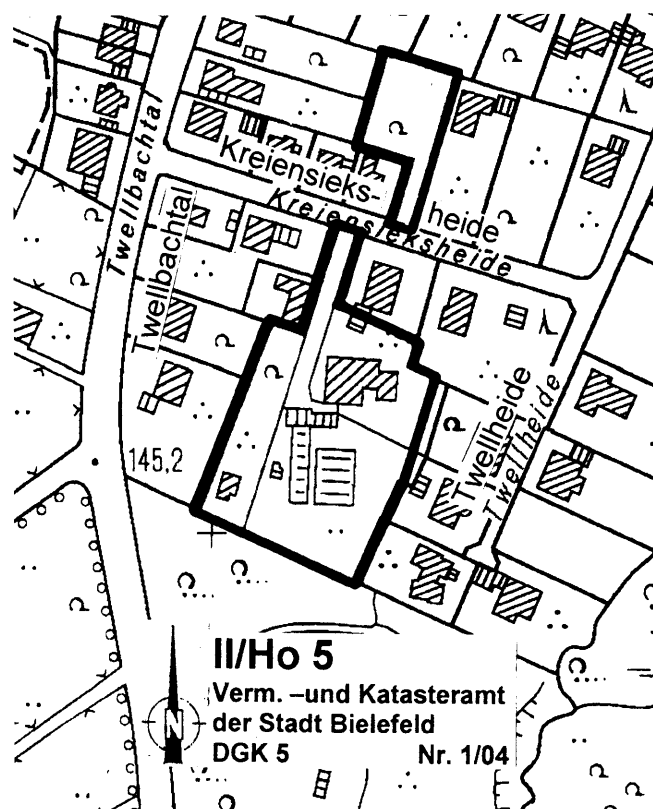 Twellbachtal
Twellbachtal
Kreiensieks-
heide
Kreiensieksheide
Twellheide
Twellheide
145,2
II/Ho 5
Verm. –und Katasteramt
der Stadt Bielefeld
DGK 5 Nr. 1/04
N